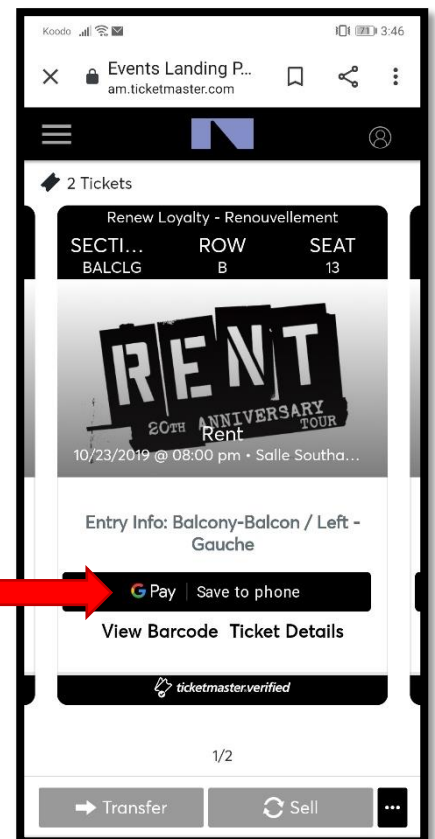 Koodo 71 3:46
Events Landing P...
am.ticketmaster.com
2 Tickets
Renew Loyalty - Renouvellement
SECTI... ROW SEAT
BALCLG B 13
RENT
20TH ANNIVERSARY
TOUR
Rent
10/23/2019 @ 08:00 pm • Salle Southa...
Entry Info: Balcony-Balcon / Left -
Gauche
G Pay | Save to phone
View Barcode Ticket Details
ticketmaster.verified
1/2
Transfer Sell